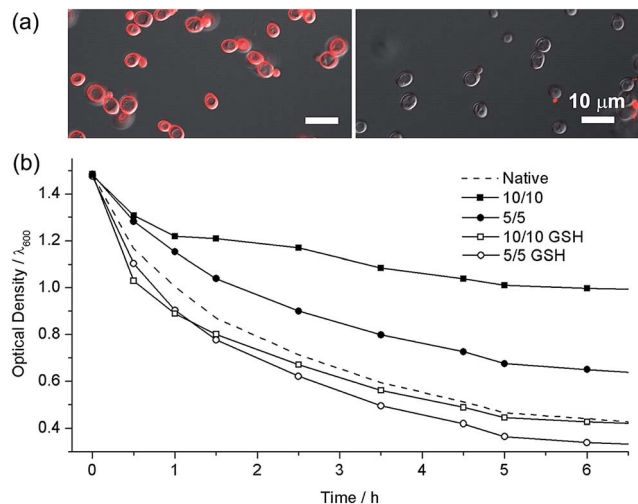 (a)
10 μm
(b)
Optical Density / λ600
1.4
1.2
1.0
0.8
0.6
0.4
Native
10/10
5/5
10/10 GSH
5/5 GSH
0 1 2 3 4 5 6
Time / h